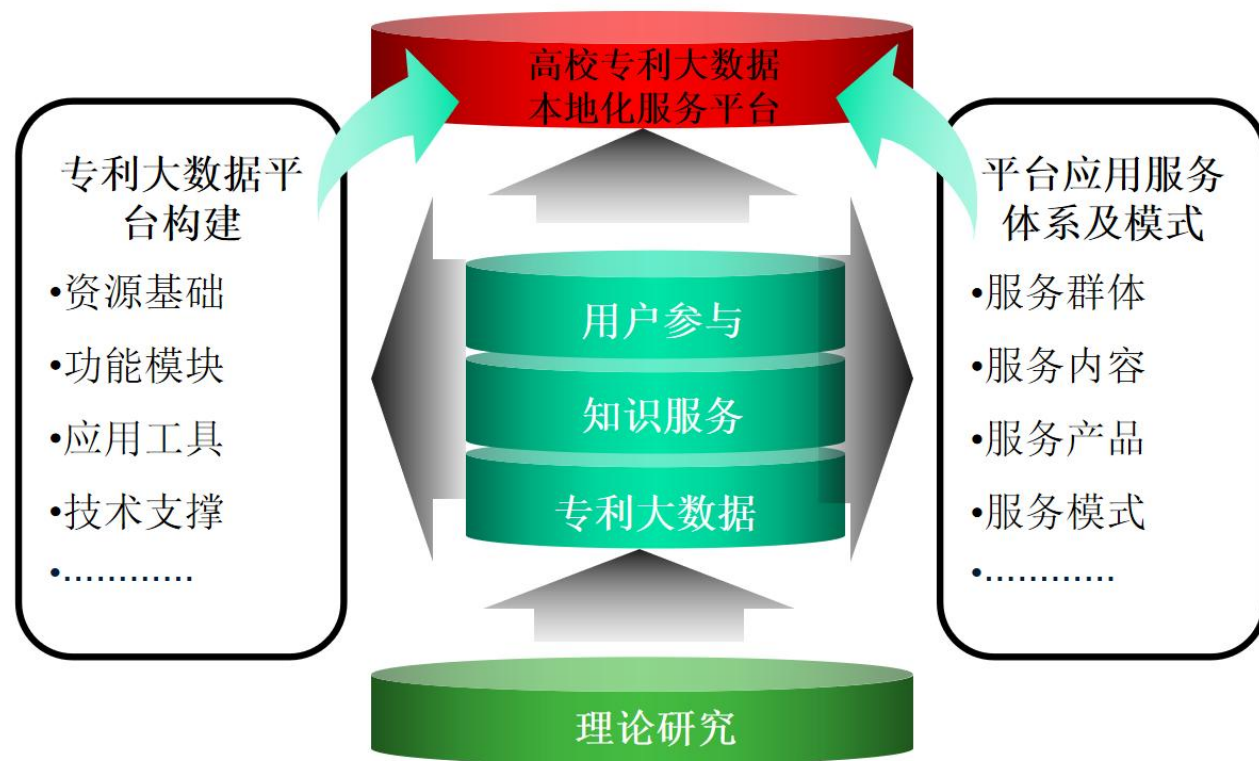 高校专利大数据
本地化服务平台
专利大数据平
台构建
•资源基础
•功能模块
•应用工具
•技术支撑
•............
用户参与
知识服务
专利大数据
平台应用服务
体系及模式
•服务群体
•服务内容
•服务产品
•服务模式
•............
理论研究